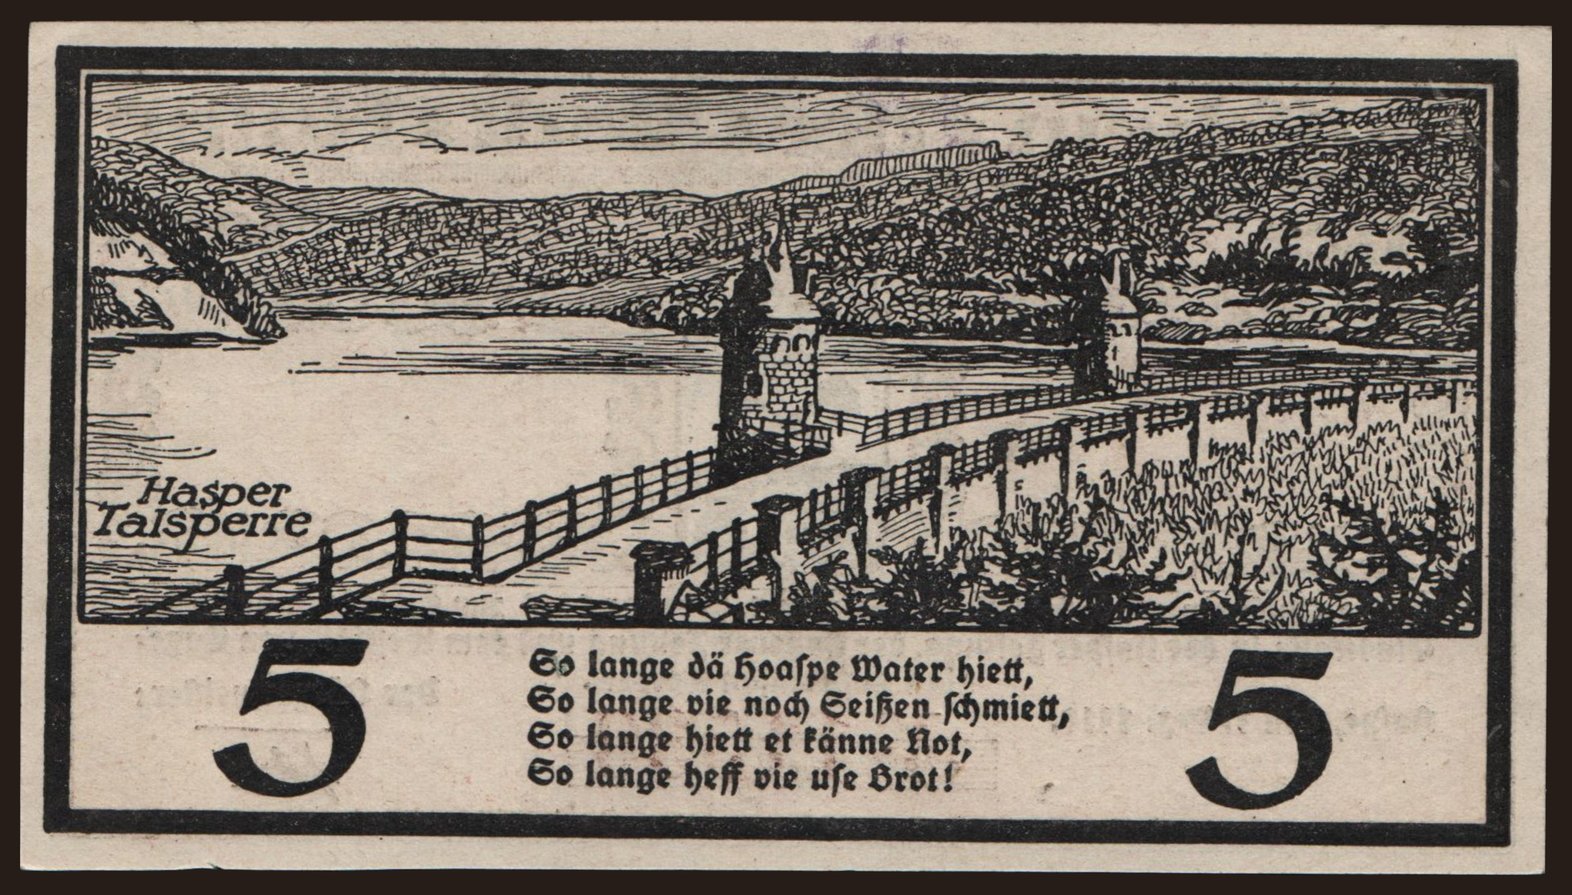 Hasper
Talsperre
5
So lange dä Hoaſpe Water hiett,
So lange vie noch Seißen ſchmiett,
So lange hiett et känne Not,
So lange heff vie uſe Brot!
5